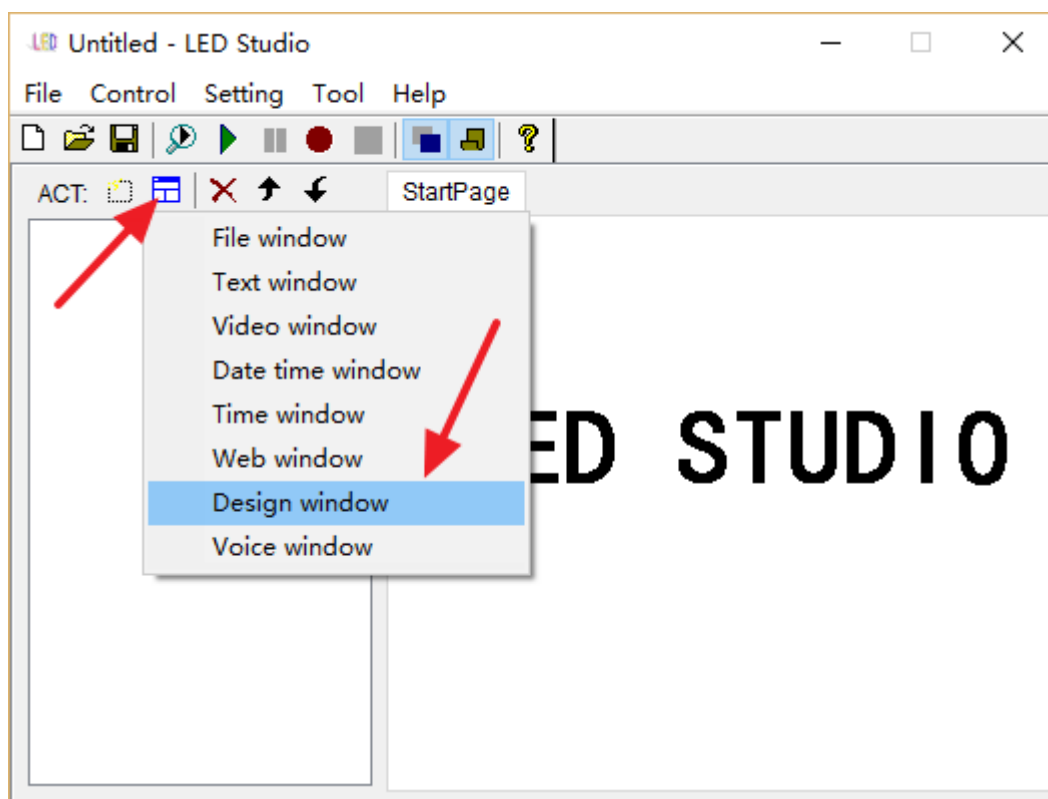 LED Untitled - LED Studio
File Control Setting Tool Help
ACT: StartPage
File window
Text window
Video window
Date time window
Time window
Web window
Design window
Voice window
ED STUDIO